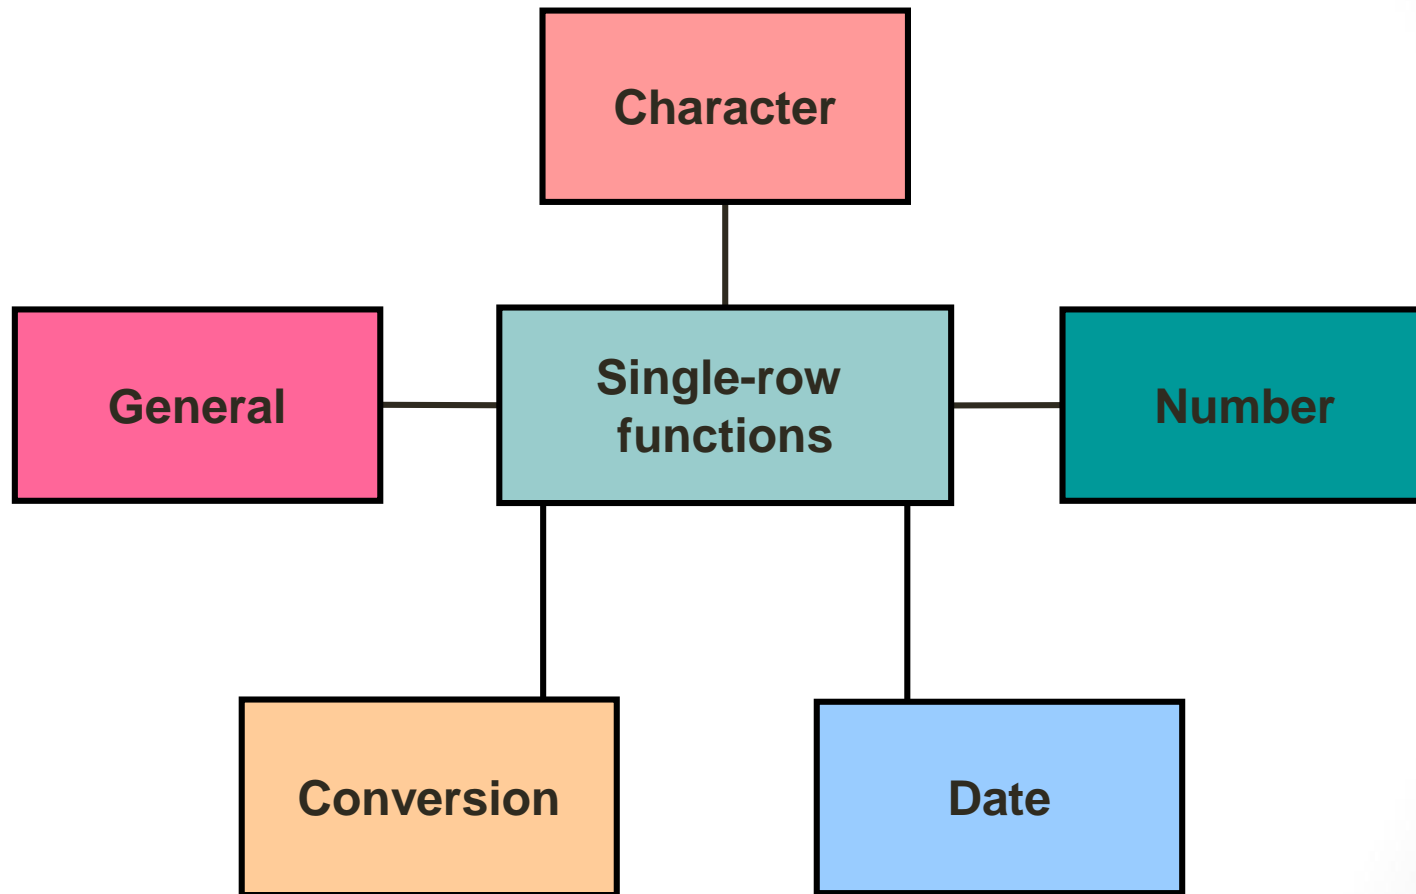 Character
General
Single-row
functions
Number
Conversion
Date